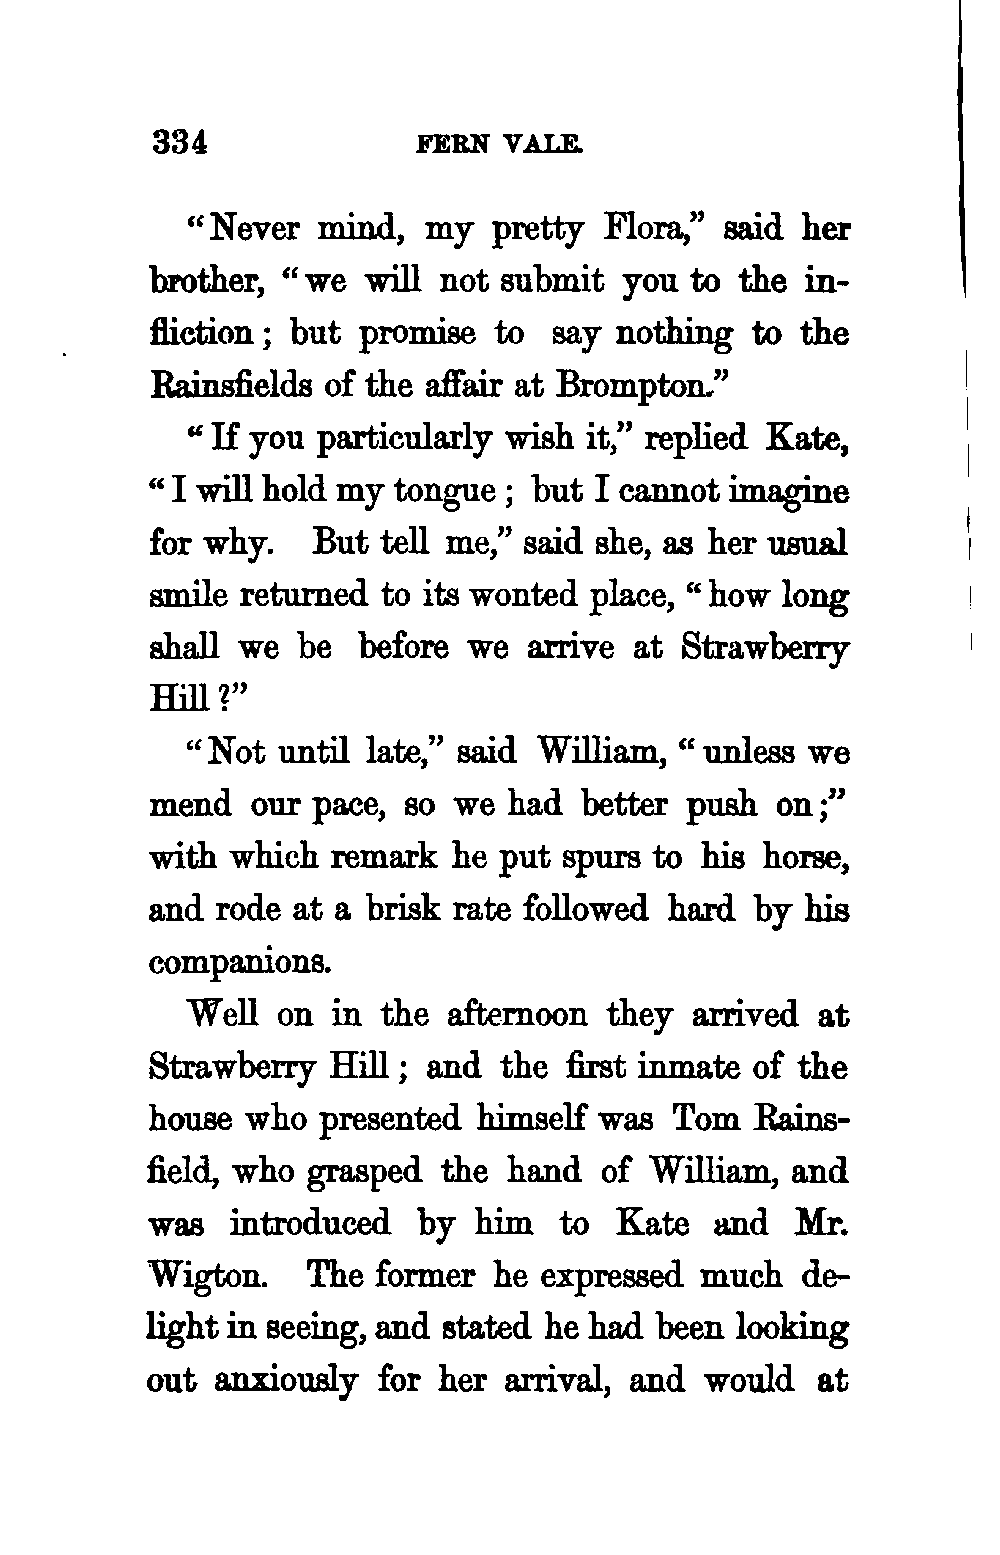 334 FERN VALE.
“Never mind, my pretty Flora,” said her
brother, “we will not submit you to the in-
fliction; but promise to say nothing to the
Rainsfields of the affair at Brompton.”
“If you particularly wish it,” replied Kate,
“I will hold my tongue; but I cannot imagine
for why. But tell me,” said she, as her usual
smile returned to its wonted place, “how long
shall we be before we arrive at Strawberry
Hill?”
“Not until late,” said William, “unless we
mend our pace, so we had better push on;”
with which remark he put spurs to his horse,
and rode at a brisk rate followed hard by his
companions.
Well on in the afternoon they arrived at
Strawberry Hill; and the first inmate of the
house who presented himself was Tom Rains-
field, who grasped the hand of William, and
was introduced by him to Kate and Mr.
Wigton. The former he expressed much de-
light in seeing, and stated he had been looking
out anxiously for her arrival, and would at